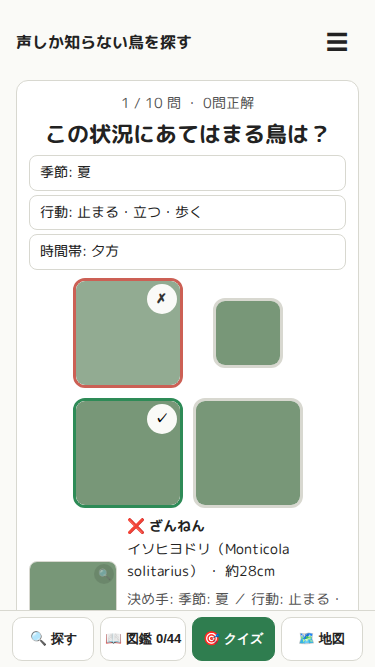 声しか知らない鳥を探す
1 / 10 問 · 0問正解
この状況にあてはまる鳥は？
季節: 夏
行動: 止まる · 立つ · 歩く
時間帯: 夕方
✗
✓
❌ ざんねん
イソヒヨドリ（Monticola
solitarius） · 約28cm
決め手: 季節: 夏 ／ 行動: 止まる ·
🔍 探す
📖 図鑑 0/44
🎯 クイズ
🗺️ 地図